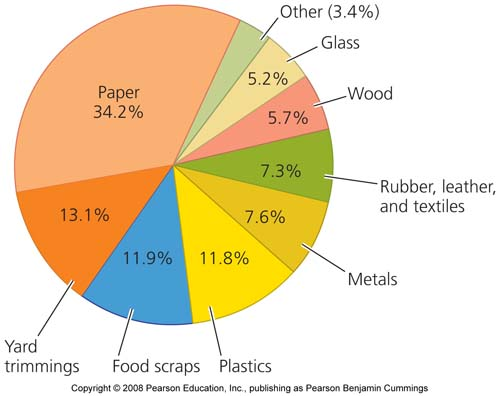 Other (3.4%)
Glass
5.2%
Wood
5.7%
Paper
34.2%
7.3%
Rubber, leather,
and textiles
13.1%
7.6%
11.9%
11.8%
Metals
Yard
trimmings
Food scraps
Plastics
Copyright © 2008 Pearson Education, Inc., publishing as Pearson Benjamin Cummings